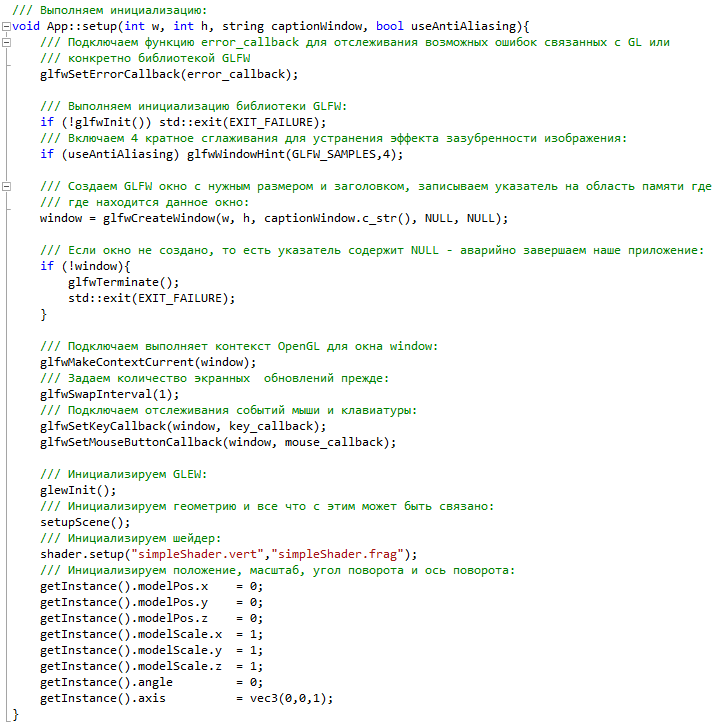 /// Выполняем инициализацию:
void App::setup(int w, int h, string captionWindow, bool useAntiAliasing){
    /// Подключаем функцию error_callback для отслеживания возможных ошибок связанных с GL или
    /// конкретно библиотекой GLFW
    glfwSetErrorCallback(error_callback);

    /// Выполняем инициализацию библиотеки GLFW:
    if (!glfwInit()) std::exit(EXIT_FAILURE);
    /// Включаем 4 кратное сглаживания для устранения эффекта зазубренности изображения:
    if (useAntiAliasing) glfwWindowHint(GLFW_SAMPLES,4);

    /// Создаем GLFW окно с нужным размером и заголовком, записываем указатель на область памяти где
    /// где находится данное окно:
    window = glfwCreateWindow(w, h, captionWindow.c_str(), NULL, NULL);

    /// Если окно не создано, то есть указатель содержит NULL - аварийно завершаем наше приложение:
    if (!window){
        glfwTerminate();
        std::exit(EXIT_FAILURE);
    }

    /// Подключаем выполняет контекст OpenGL для окна window:
    glfwMakeContextCurrent(window);
    /// Задаем количество экранных  обновлений прежде:
    glfwSwapInterval(1);
    /// Подключаем отслеживания событий мыши и клавиатуры:
    glfwSetKeyCallback(window, key_callback);
    glfwSetMouseButtonCallback(window, mouse_callback);

    /// Инициализируем GLEW:
    glewInit();
    /// Инициализируем геометрию и все что с этим может быть связано:
    setupScene();
    /// Инициализируем шейдер:
    shader.setup("simpleShader.vert","simpleShader.frag");
    /// Инициализируем положение, масштаб, угол поворота и ось поворота:
    getInstance().modelPos.x    = 0;
    getInstance().modelPos.y    = 0;
    getInstance().modelPos.z    = 0;
    getInstance().modelScale.x  = 1;
    getInstance().modelScale.y  = 1;
    getInstance().modelScale.z  = 1;
    getInstance().angle         = 0;
    getInstance().axis          = vec3(0,0,1);
}